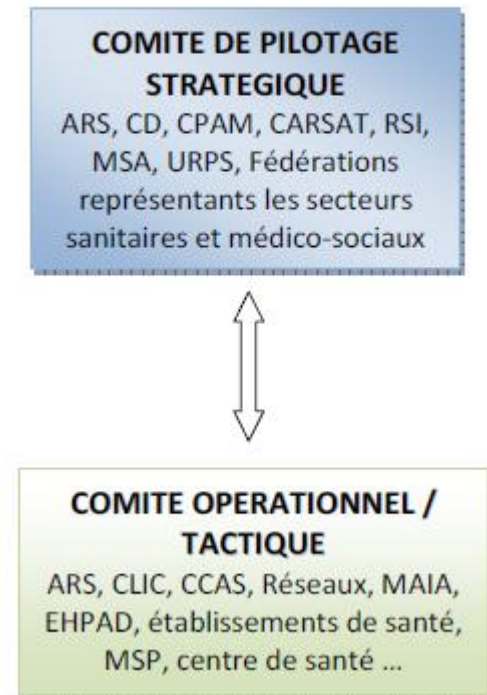 COMITE DE PILOTAGE
STRATEGIQUE
ARS, CD, CPAM, CARSAT, RSI,
MSA, URPS, Fédérations
représentants les secteurs
sanitaires et médico-sociaux
COMITE OPERATIONNEL /
TACTIQUE
ARS, CLIC, CCAS, Réseaux, MAIA,
EHPAD, établissements de santé,
MSP, centre de santé ...